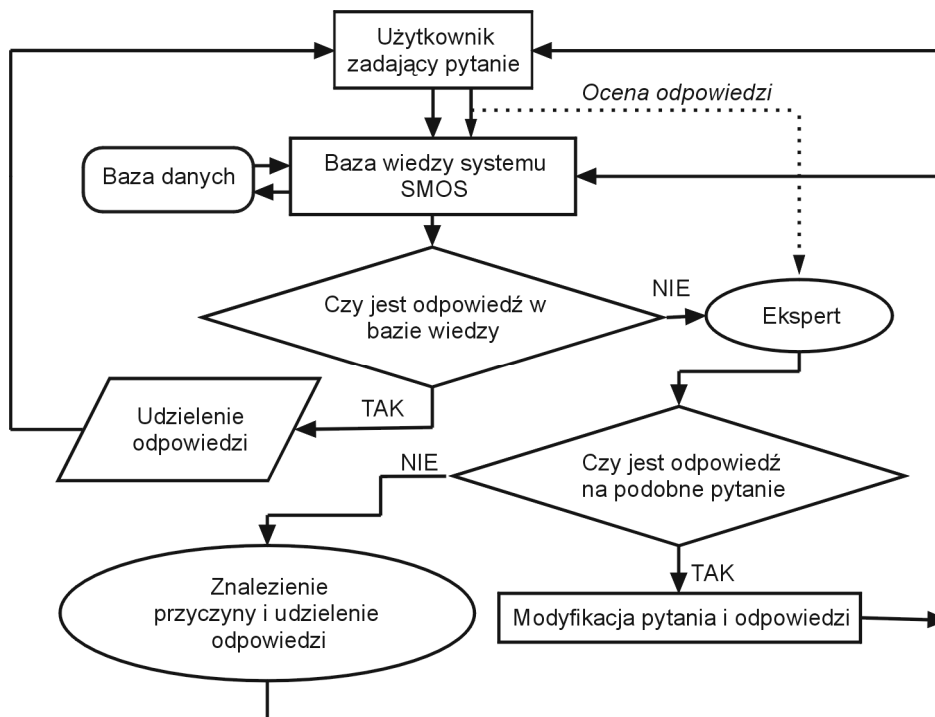 Użytkownik
zadający pytanie
Ocena odpowiedzi
Baza danych
Baza wiedzy systemu
SMOS
Czy jest odpowiedź w
bazie wiedzy
NIE
Ekspert
TAK
Udzielenie
odpowiedzi
Czy jest odpowiedź
na podobne pytanie
NIE
TAK
Znalezienie
przyczyny i udzielenie
odpowiedzi
Modyfikacja pytania i odpowiedzi